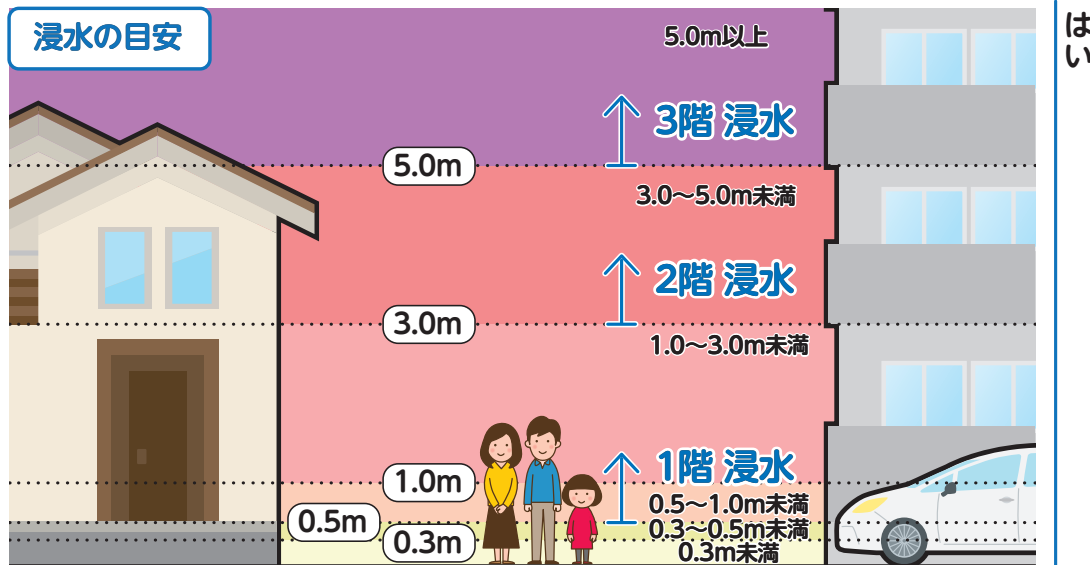 浸水の目安
5.0m以上
3階 浸水
5.0m
3.0～5.0m未満
2階 浸水
3.0m
1.0～3.0m未満
1階 浸水
1.0m
0.5～1.0m未満
0.5m
0.3～0.5m未満
0.3m
0.3m未満
は
い